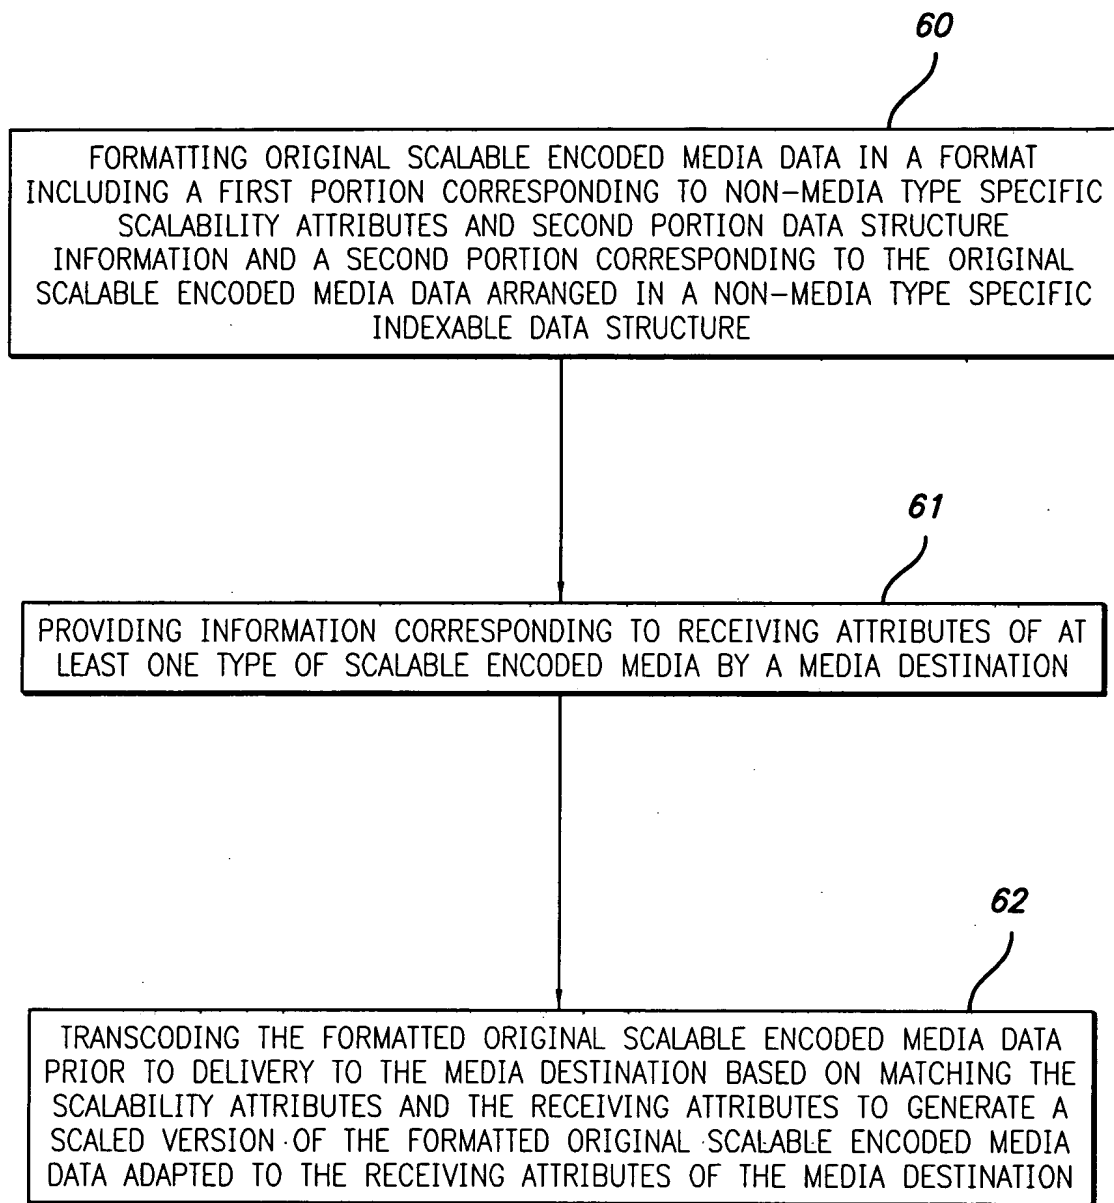 60
FORMATTING ORIGINAL SCALABLE ENCODED MEDIA DATA IN A FORMAT
INCLUDING A FIRST PORTION CORRESPONDING TO NON-MEDIA TYPE SPECIFIC
SCALABILITY ATTRIBUTES AND SECOND PORTION DATA STRUCTURE
INFORMATION AND A SECOND PORTION CORRESPONDING TO THE ORIGINAL
SCALABLE ENCODED MEDIA DATA ARRANGED IN A NON-MEDIA TYPE SPECIFIC
INDEXABLE DATA STRUCTURE
61
PROVIDING INFORMATION CORRESPONDING TO RECEIVING ATTRIBUTES OF AT
LEAST ONE TYPE OF SCALABLE ENCODED MEDIA BY A MEDIA DESTINATION
62
TRANSCODING THE FORMATTED ORIGINAL SCALABLE ENCODED MEDIA DATA
PRIOR TO DELIVERY TO THE MEDIA DESTINATION BASED ON MATCHING THE
SCALABILITY ATTRIBUTES AND THE RECEIVING ATTRIBUTES TO GENERATE A
SCALED VERSION OF THE FORMATTED ORIGINAL SCALABLE ENCODED MEDIA
DATA ADAPTED TO THE RECEIVING ATTRIBUTES OF THE MEDIA DESTINATION